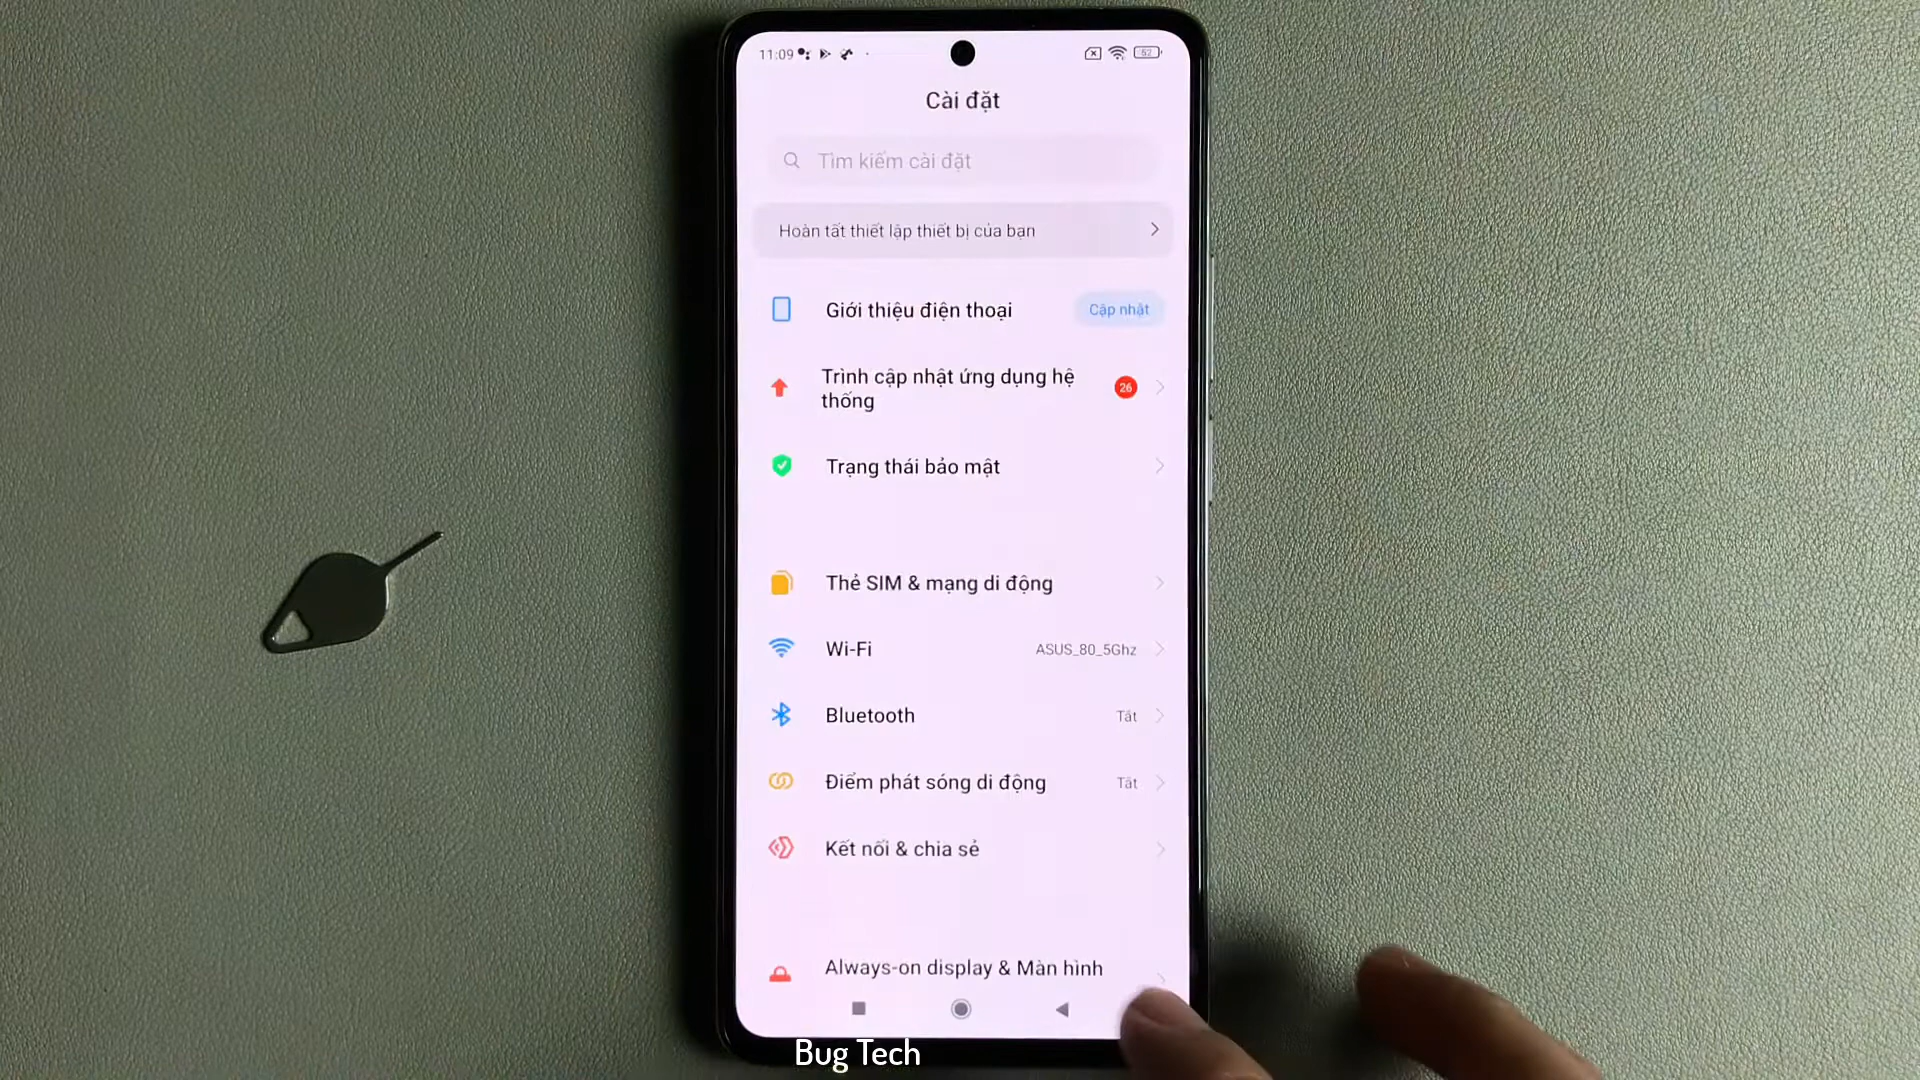 11:09
52
Cài đặt
Tìm kiếm cài đặt
Hoàn tất thiết lập thiết bị của bạn
Giới thiệu điện thoại
Cập nhật
Trình cập nhật ứng dụng hệ
thống
26
Trạng thái bảo mật
Thẻ SIM & mạng di động
Wi-Fi
ASUS_80_5Ghz
Bluetooth
Tắt
Điểm phát sóng di động
Tắt
Kết nối & chia sẻ
Always-on display & Màn hình
Bug Tech